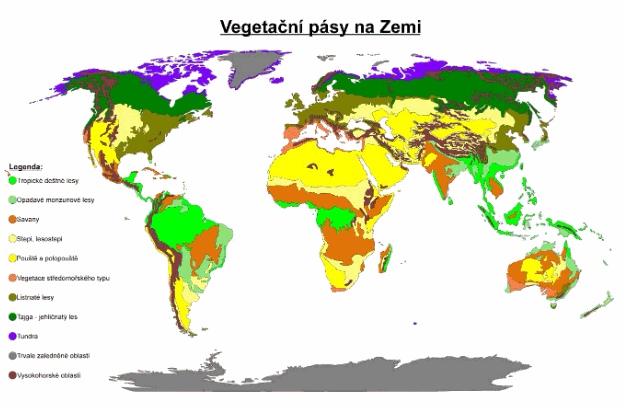 Vegetační pásy na Zemi
Legenda:
Tropické deštné lesy
Opadavé monzunové lesy
Savany
Stepi, lesostepi
Pouště a polopouště
Vegetace středomořského typu
Listnaté lesy
Tajga - jehličnatý les
Tundra
Trvale zaledněné oblasti
Vysokohorské oblasti